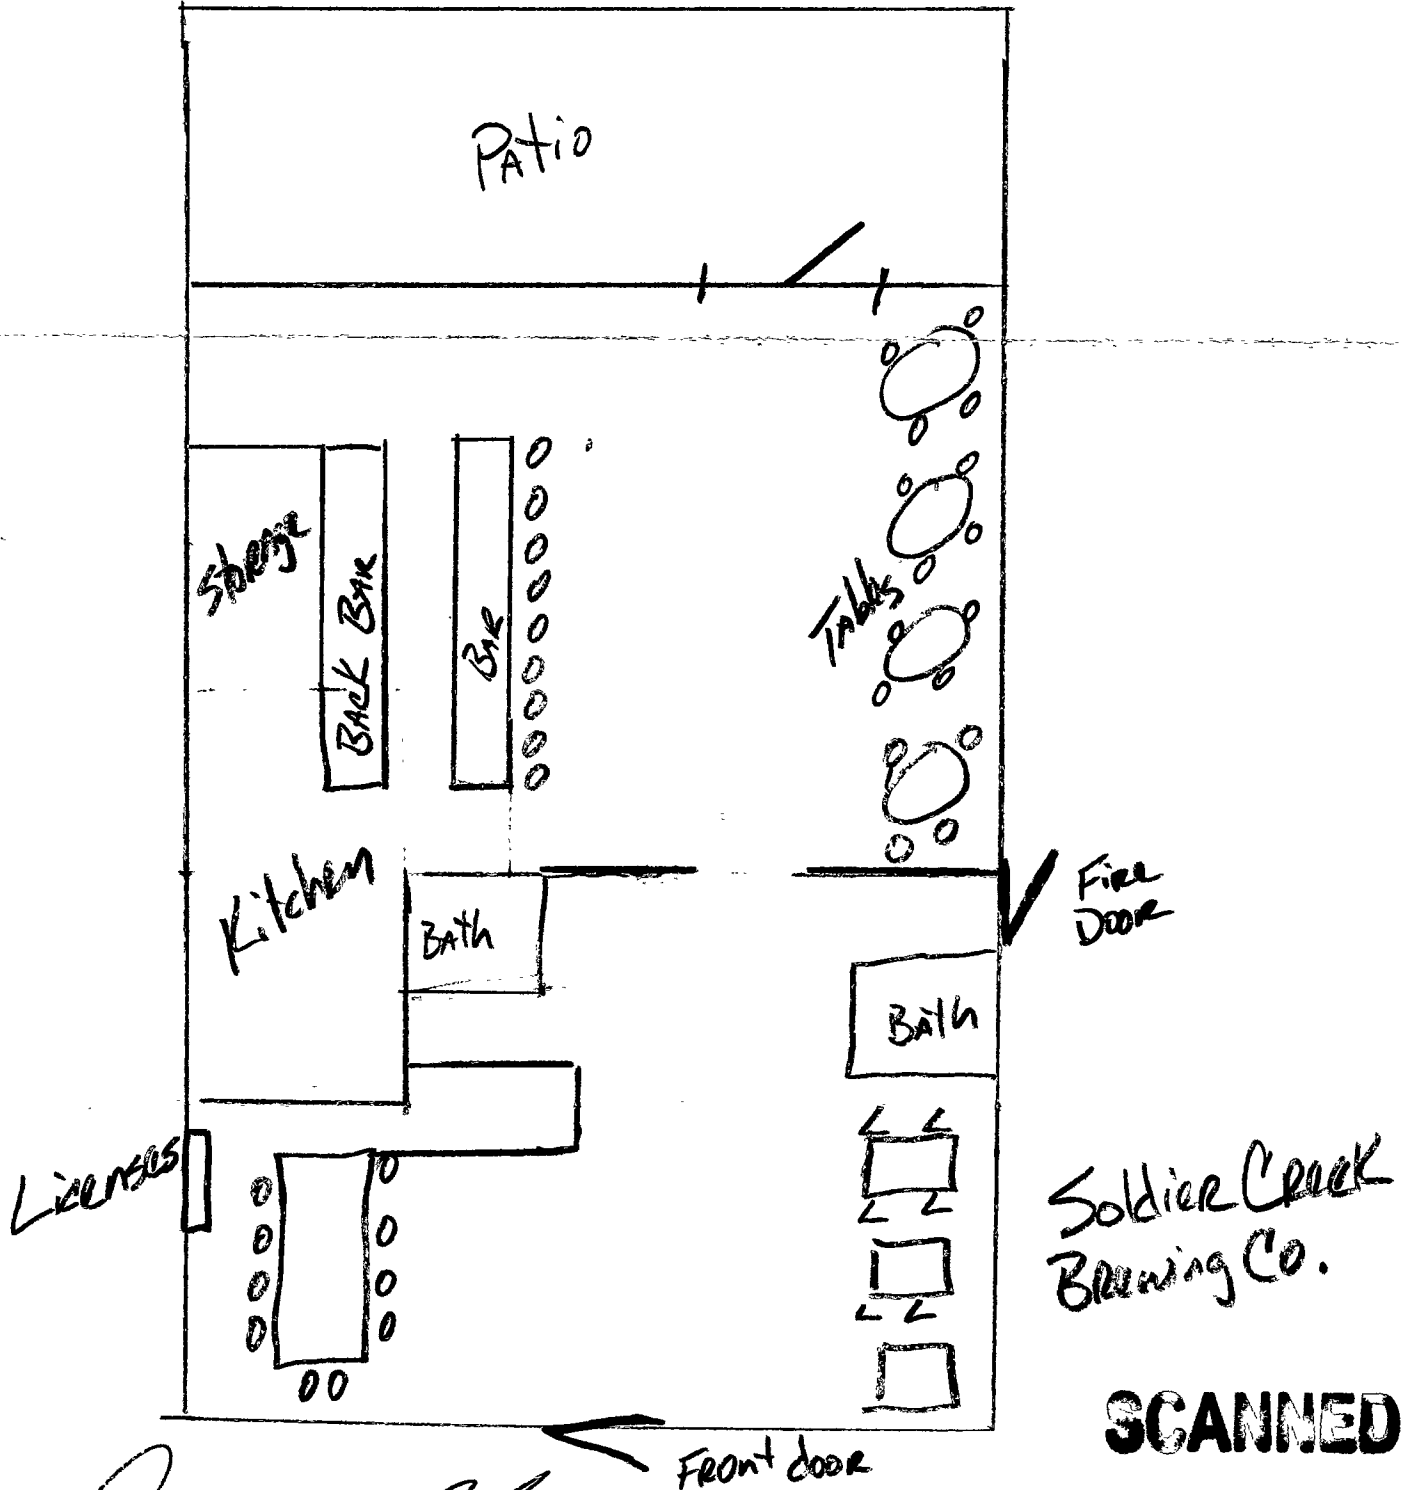 Patio
Storage
BACK BAR
BAR
Tables
Kitchen
Bath
Fire
Door
Bath
Licenses
Soldier Creek
Brewing Co.
SCANNED
Front door